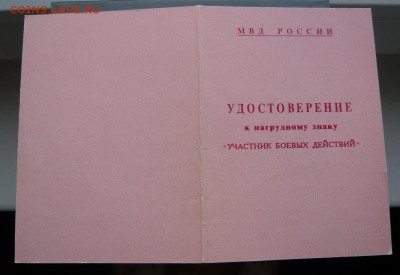 МВД РОССИИ
УДОСТОВЕРЕНИЕ
к нагрудному знаку
«УЧАСТНИК БОЕВЫХ ДЕЙСТВИЙ»